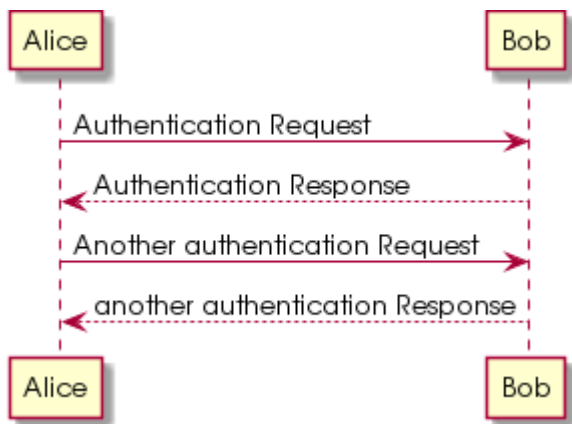 Alice
Bob
Authentication Request
Authentication Response
Another authentication Request
another authentication Response
Alice
Bob